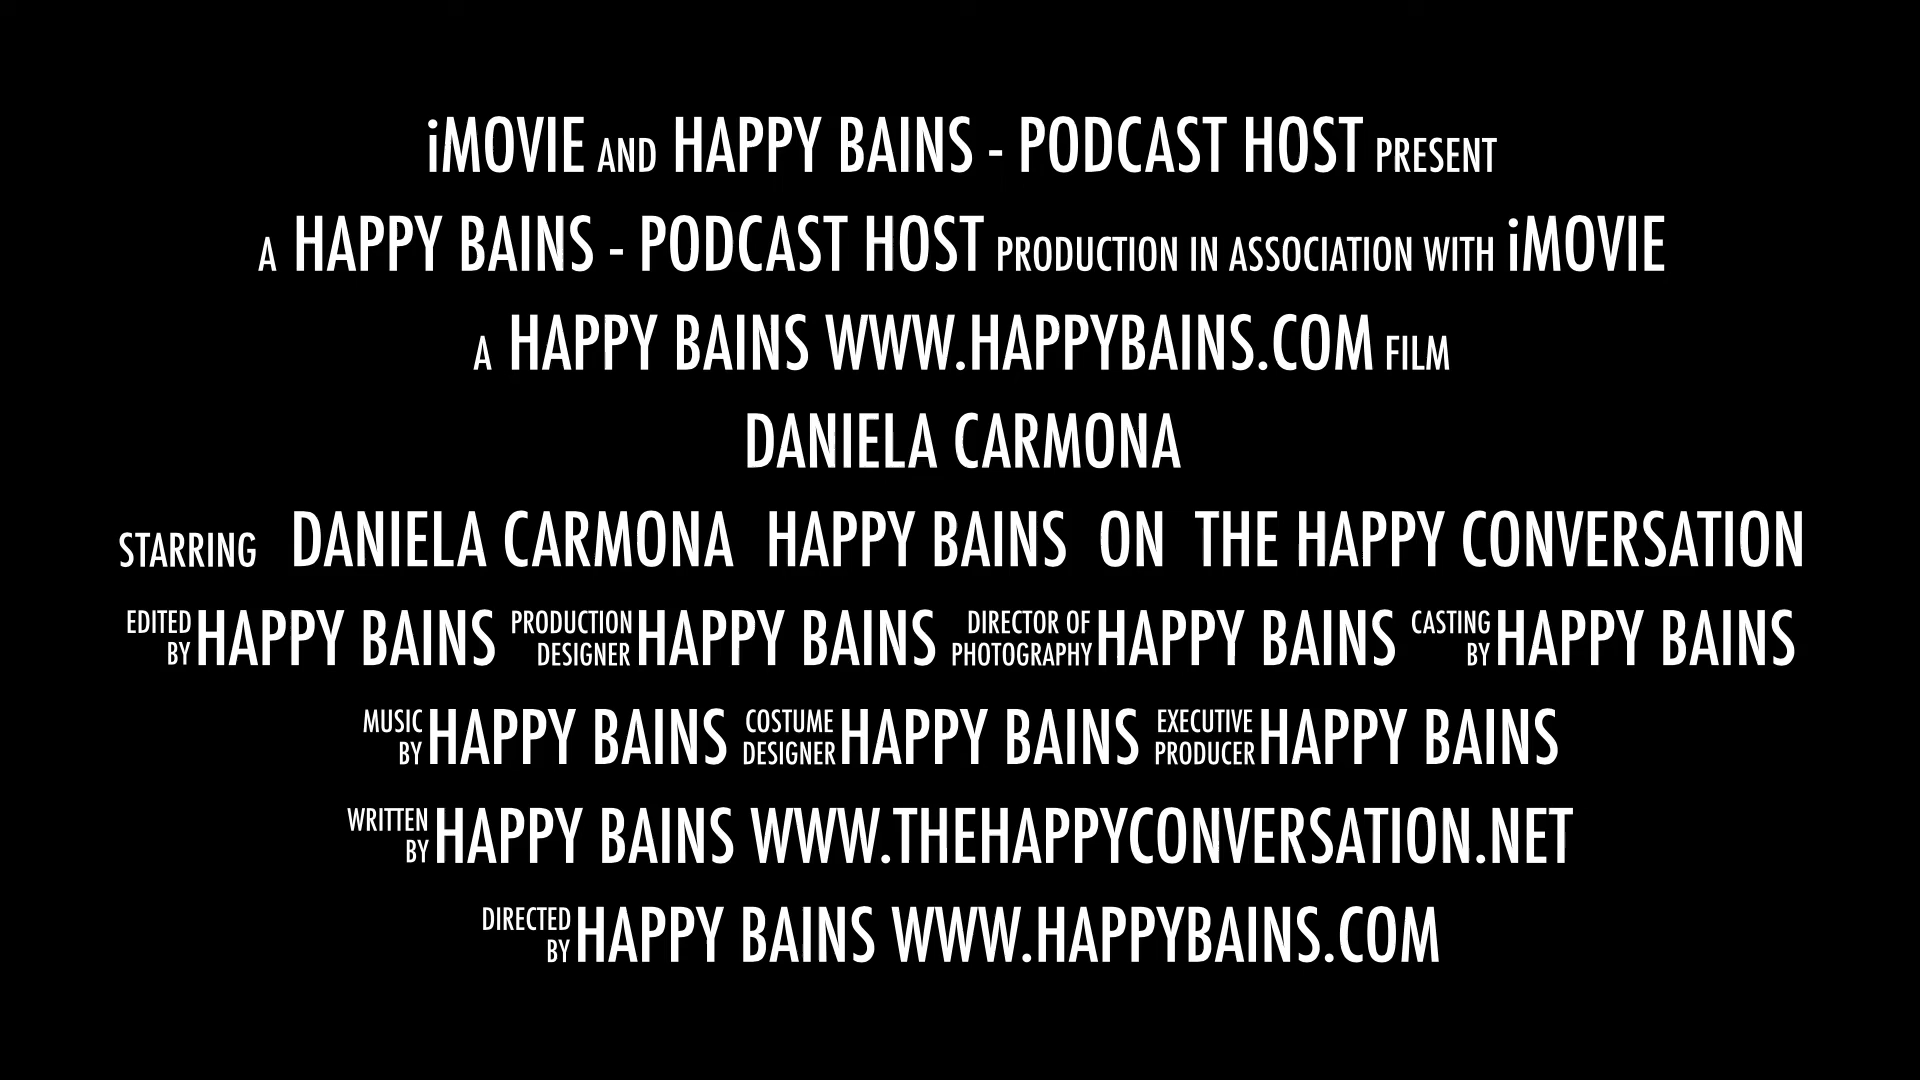 iMOVIE AND HAPPY BAINS - PODCAST HOST PRESENT
A HAPPY BAINS - PODCAST HOST PRODUCTION IN ASSOCIATION WITH iMOVIE
A HAPPY BAINS WWW.HAPPYBAINS.COM FILM
DANIELA CARMONA
STARRING DANIELA CARMONA HAPPY BAINS ON THE HAPPY CONVERSATION
EDITED BY HAPPY BAINS PRODUCTION DESIGNER HAPPY BAINS DIRECTOR OF PHOTOGRAPHY HAPPY BAINS CASTING BY HAPPY BAINS
MUSIC BY HAPPY BAINS COSTUME DESIGNER HAPPY BAINS EXECUTIVE PRODUCER HAPPY BAINS
WRITTEN BY HAPPY BAINS WWW.THEHAPPYCONVERSATION.NET
DIRECTED BY HAPPY BAINS WWW.HAPPYBAINS.COM